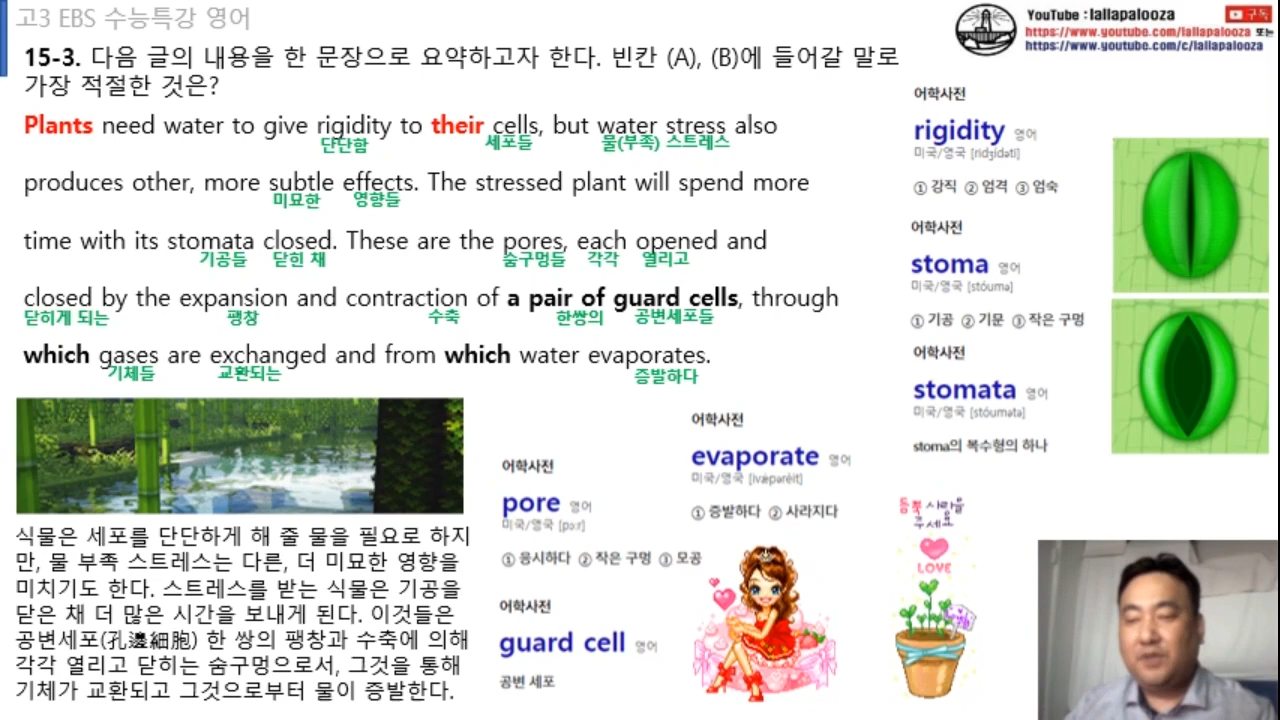 고3 EBS 수능특강 영어
YouTube : lallapalooza
구독
https://www.youtube.com/lallapalooza 또는
https://www.youtube.com/c/lallapalooza
15-3. 다음 글의 내용을 한 문장으로 요약하고자 한다. 빈칸 (A), (B)에 들어갈 말로
가장 적절한 것은?
Plants need water to give rigidity to their cells, but water stress also
단단함 세포들 물(부족) 스트레스
produces other, more subtle effects. The stressed plant will spend more
미묘한 영향들
time with its stomata closed. These are the pores, each opened and
기공들 닫힌 채 숨구멍들 각각 열리고
closed by the expansion and contraction of a pair of guard cells, through
닫히게 되는 팽창 수축 한쌍의 공변세포들
which gases are exchanged and from which water evaporates.
기체들 교환되는 증발하다
식물은 세포를 단단하게 해 줄 물을 필요로 하지
만, 물 부족 스트레스는 다른, 더 미묘한 영향을
미치기도 한다. 스트레스를 받는 식물은 기공을
닫은 채 더 많은 시간을 보내게 된다. 이것들은
공변세포(孔邊細胞) 한 쌍의 팽창과 수축에 의해
각각 열리고 닫히는 숨구멍으로서, 그것을 통해
기체가 교환되고 그것으로부터 물이 증발한다.
어학사전
pore 영어
미국/영국 [pɔːr]
① 응시하다 ② 작은 구멍 ③ 모공
어학사전
guard cell 영어
공변 세포
어학사전
evaporate 영어
미국/영국 [ivǽpərèit]
① 증발하다 ② 사라지다
어학사전
rigidity 영어
미국/영국 [ridʒídəti]
① 강직 ② 엄격 ③ 엄숙
어학사전
stoma 영어
미국/영국 [stóumə]
① 기공 ② 기문 ③ 작은 구멍
어학사전
stomata 영어
미국/영국 [stóumətə]
stoma의 복수형의 하나
듬뿍 사랑을
주세요
LOVE